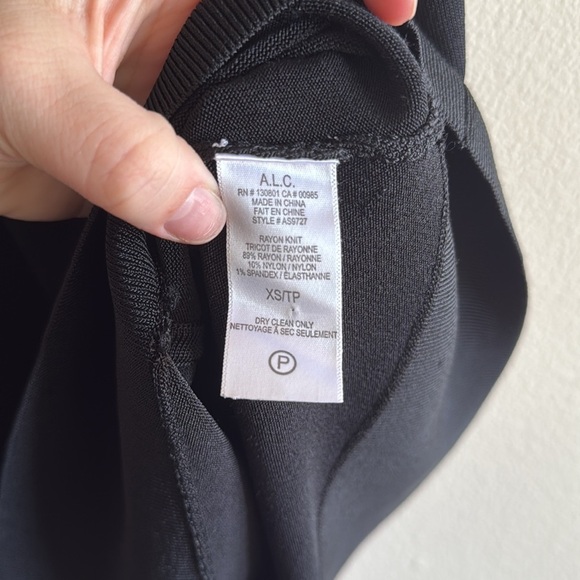 A.L.C.
RN # 130801 CA # 00985
MADE IN CHINA
FAIT EN CHINE
STYLE # AS9727
RAYON KNIT
TRICOT DE RAYONNE
89% RAYON / RAYONNE
10% NYLON / NYLON
1% SPANDEX / ÉLASTHANNE
XS/TP
DRY CLEAN ONLY
NETTOYAGE À SEC SEULEMENT
P